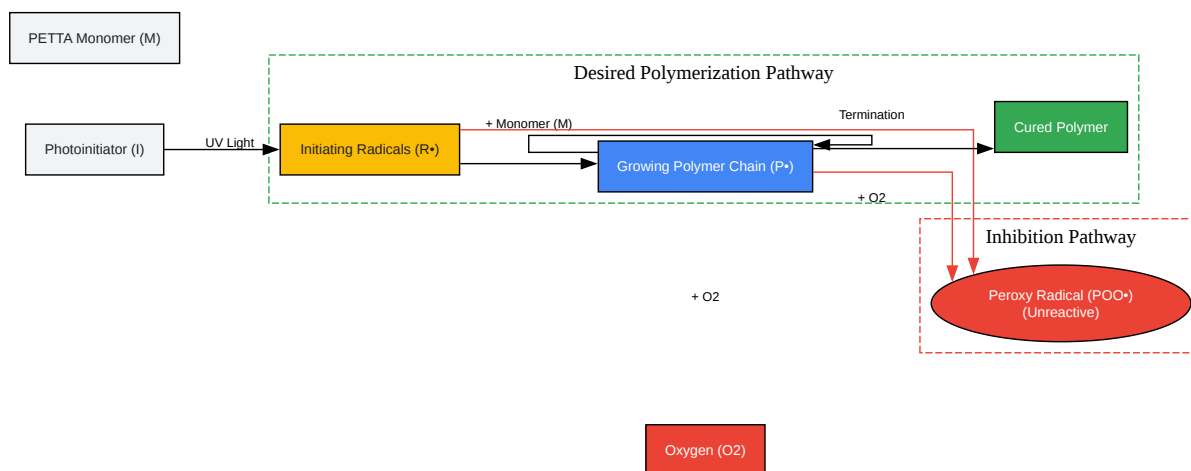 PETTA Monomer (M)
Desired Polymerization Pathway
+ Monomer (M)
Termination
Cured Polymer
Photoinitiator (I)
UV Light
Initiating Radicals (R•)
Growing Polymer Chain (P•)
+ O2
Inhibition Pathway
+ O2
Peroxy Radical (POO•)
(Unreactive)
Oxygen (O2)